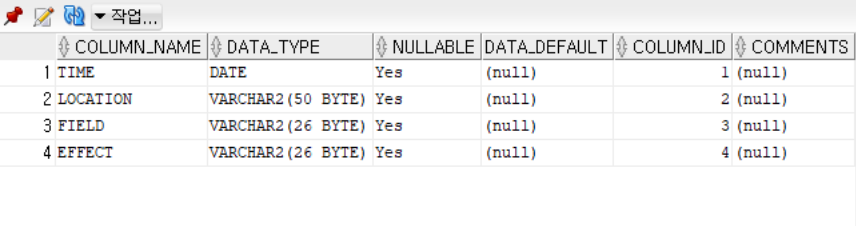 작업...
COLUMN_NAME DATA_TYPE NULLABLE DATA_DEFAULT COLUMN_ID COMMENTS
1 TIME DATE Yes (null) 1 (null)
2 LOCATION VARCHAR2(50 BYTE) Yes (null) 2 (null)
3 FIELD VARCHAR2(26 BYTE) Yes (null) 3 (null)
4 EFFECT VARCHAR2(26 BYTE) Yes (null) 4 (null)